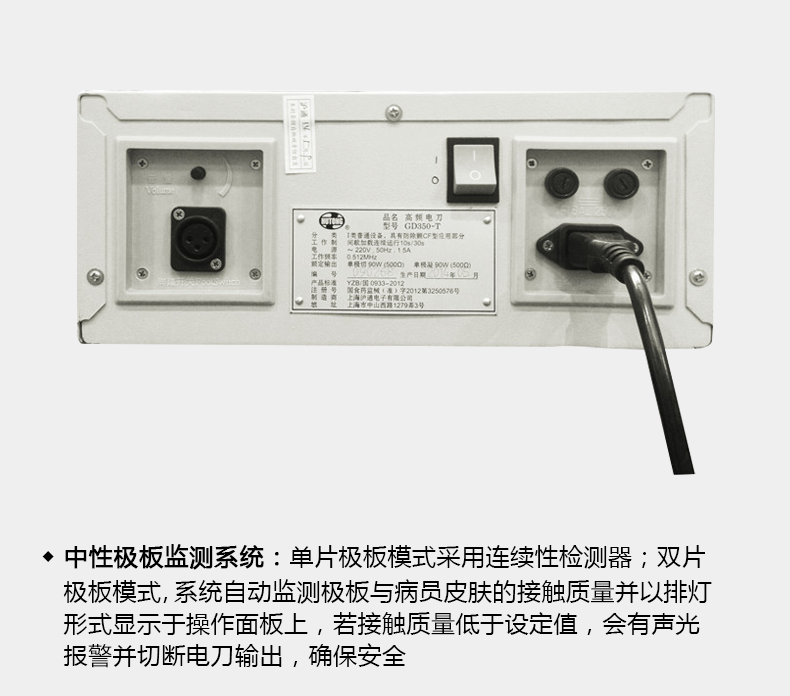 沪通
Volume
I
O
HUTONG
品名 高频电刀
型号 GD350-T
分类 I类普通设备、具有防除颤CF型应用部分
工作制 间歇加载连续运行10s/30s
电源 ～220V, 50Hz, 1.5A
工作频率 0.512MHz
额定输出 单极切 90W (500Ω) 单极凝 90W (500Ω)
编号 生产日期 年 月
产品标准 YZB/国 0933-2012
注册号 国食药监械(准)字2012第3250576号
制造商 上海沪通电子有限公司
地址 上海市中山西路1279弄3号
◆ 中性极板监测系统：单片极板模式采用连续性检测器；双片
极板模式,系统自动监测极板与病员皮肤的接触质量并以排灯
形式显示于操作面板上，若接触质量低于设定值，会有声光
报警并切断电刀输出，确保安全